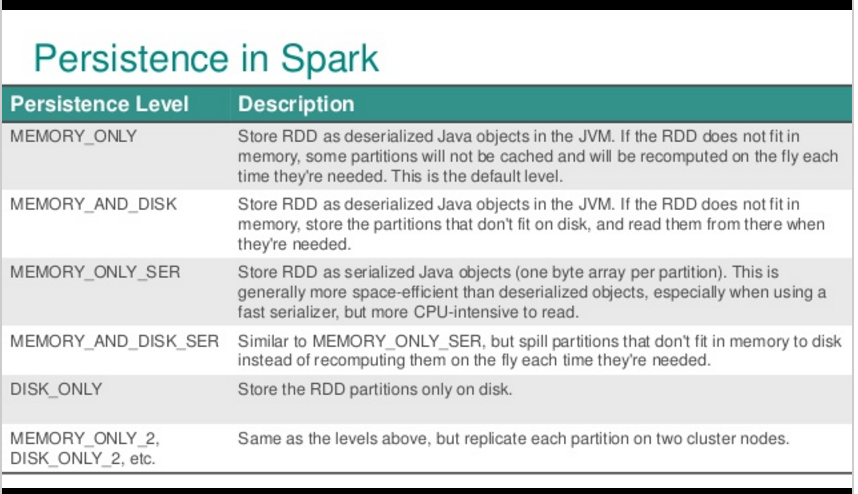 Persistence in Spark
Persistence Level Description
MEMORY_ONLY Store RDD as deserialized Java objects in the JVM. If the RDD does not fit in
memory, some partitions will not be cached and will be recomputed on the fly each
time they're needed. This is the default level.
MEMORY_AND_DISK Store RDD as deserialized Java objects in the JVM. If the RDD does not fit in
memory, store the partitions that don't fit on disk, and read them from there when
they're needed.
MEMORY_ONLY_SER Store RDD as serialized Java objects (one byte array per partition). This is
generally more space-efficient than deserialized objects, especially when using a
fast serializer, but more CPU-intensive to read.
MEMORY_AND_DISK_SER Similar to MEMORY_ONLY_SER, but spill partitions that don't fit in memory to disk
instead of recomputing them on the fly each time they're needed.
DISK_ONLY Store the RDD partitions only on disk.
MEMORY_ONLY_2, Same as the levels above, but replicate each partition on two cluster nodes.
DISK_ONLY_2, etc.